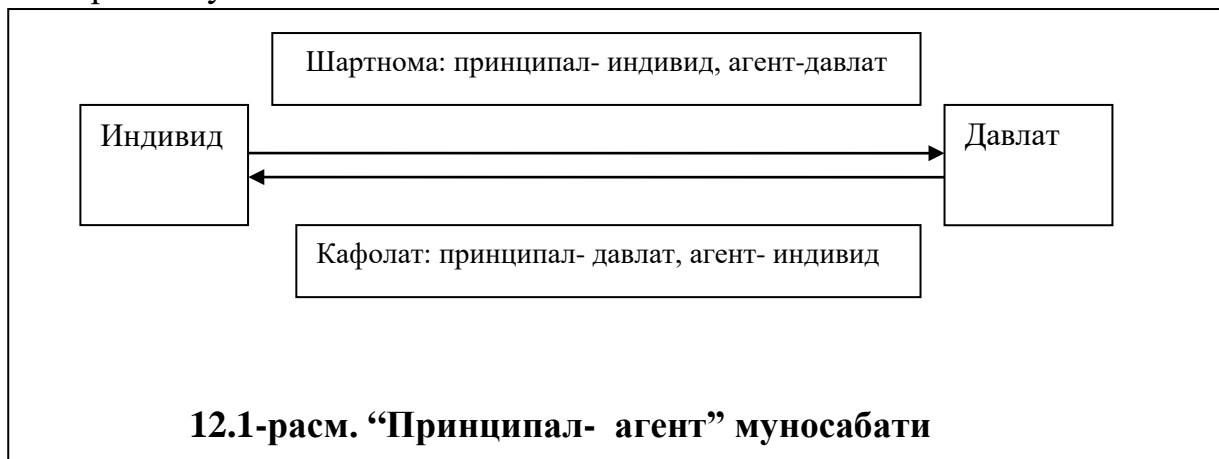 Шартнома: принципал- индивид, агент-давлат
Индивид
Давлат
Кафолат: принципал- давлат, агент- индивид
12.1-расм. “Принципал- агент” муносабати